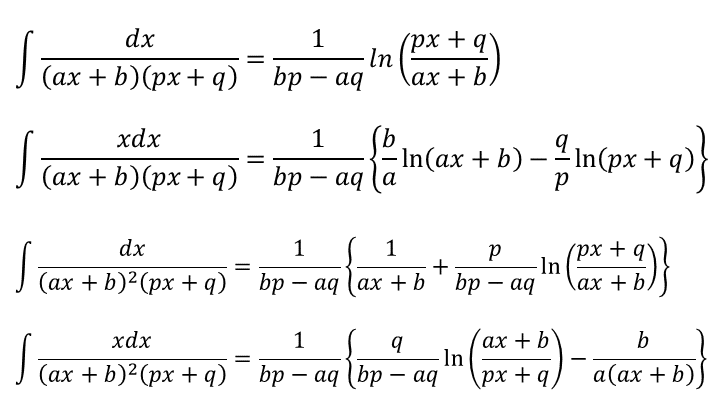 ∫ dx/((ax + b)(px + q)) = 1/(bp − aq) ln ((px + q)/(ax + b))
∫ xdx/((ax + b)(px + q)) = 1/(bp − aq) {b/a ln(ax + b) − q/p ln(px + q)}
∫ dx/((ax + b)²(px + q)) = 1/(bp − aq) {1/(ax + b) + p/(bp − aq) ln ((px + q)/(ax + b))}
∫ xdx/((ax + b)²(px + q)) = 1/(bp − aq) {q/(bp − aq) ln ((ax + b)/(px + q)) − b/(a(ax + b))}